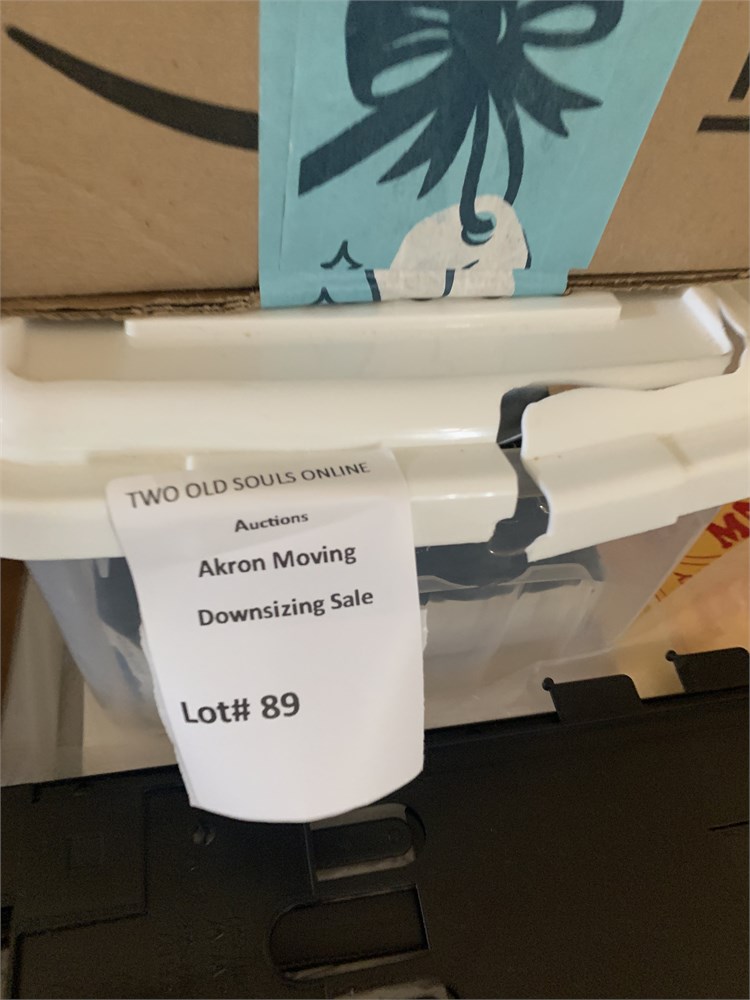 TWO OLD SOULS ONLINE
Auctions
Akron Moving
Downsizing Sale
Lot# 89